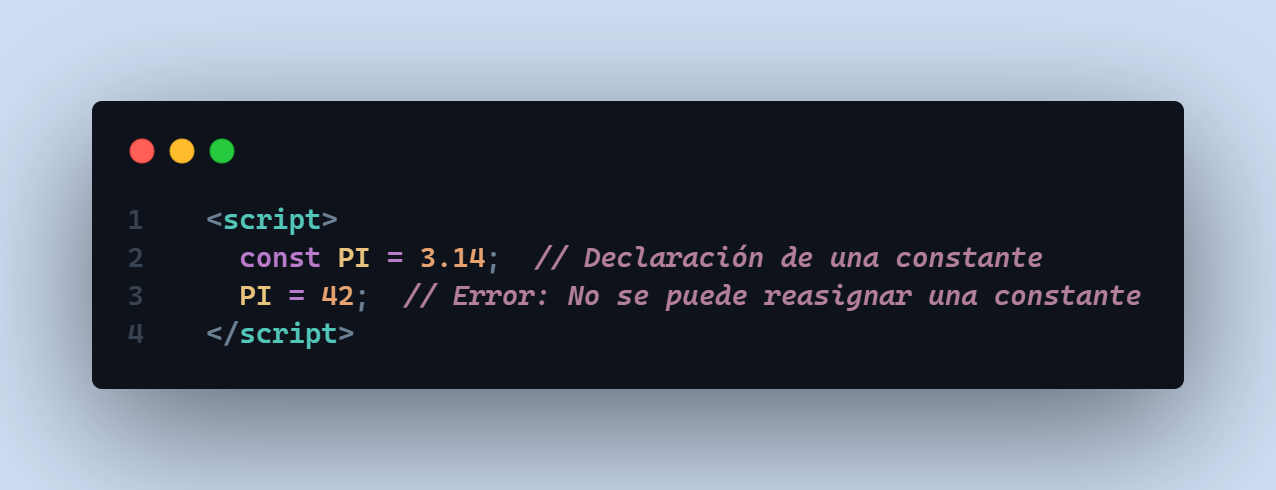 1 <script>
2 const PI = 3.14; // Declaración de una constante
3 PI = 42; // Error: No se puede reasignar una constante
4 </script>